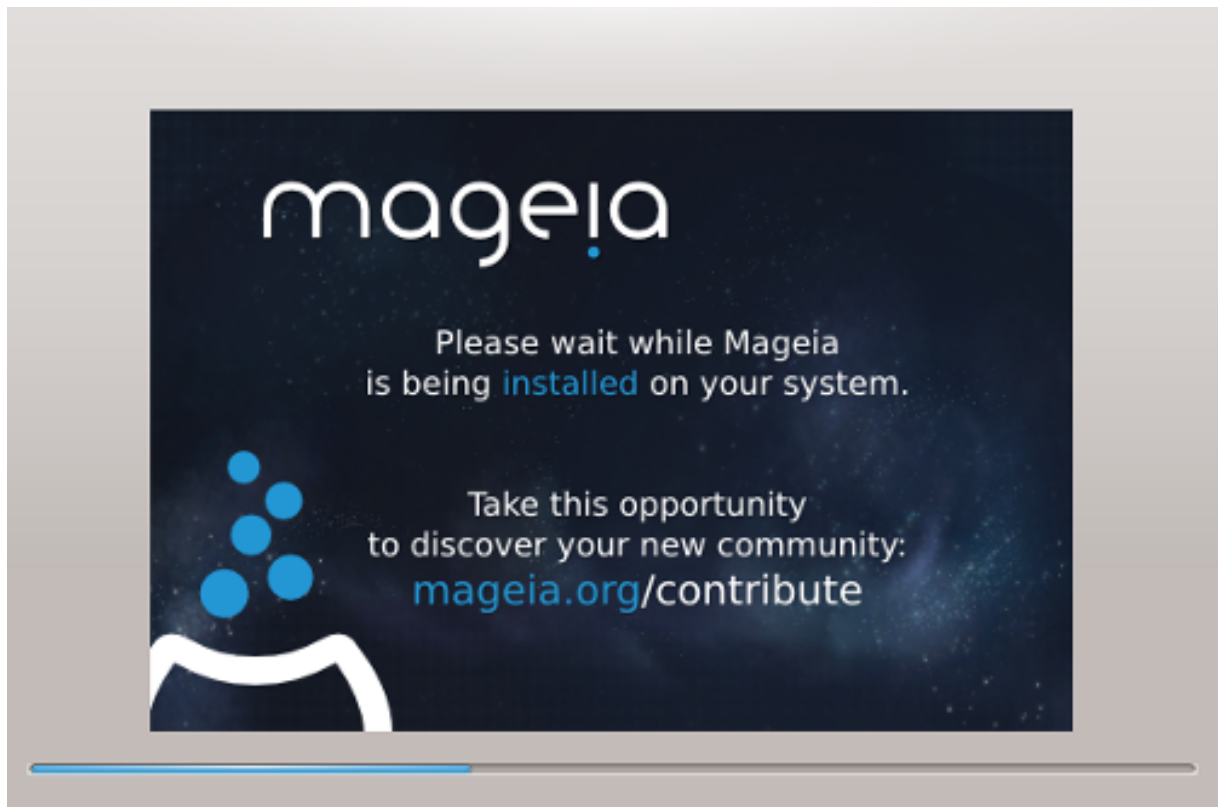 mageia
Please wait while Mageia
is being installed on your system.
Take this opportunity
to discover your new community:
mageia.org/contribute